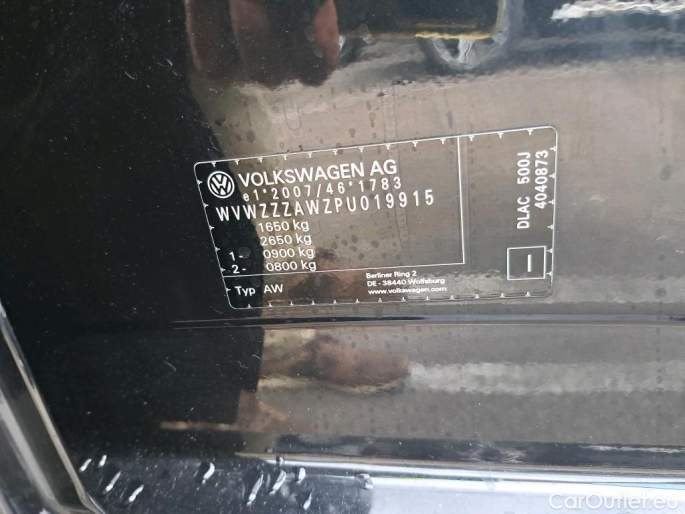 VOLKSWAGEN AG
e1*2007/46*1783
WVWZZZAWZPU019915
1650 kg
2650 kg
1- 0900 kg
2- 0800 kg
Typ AW
Berliner Ring 2
DE - 38440 Wolfsburg
www.volkswagen.com
DLAC 500J
4040873
I
CarOutlet.eu